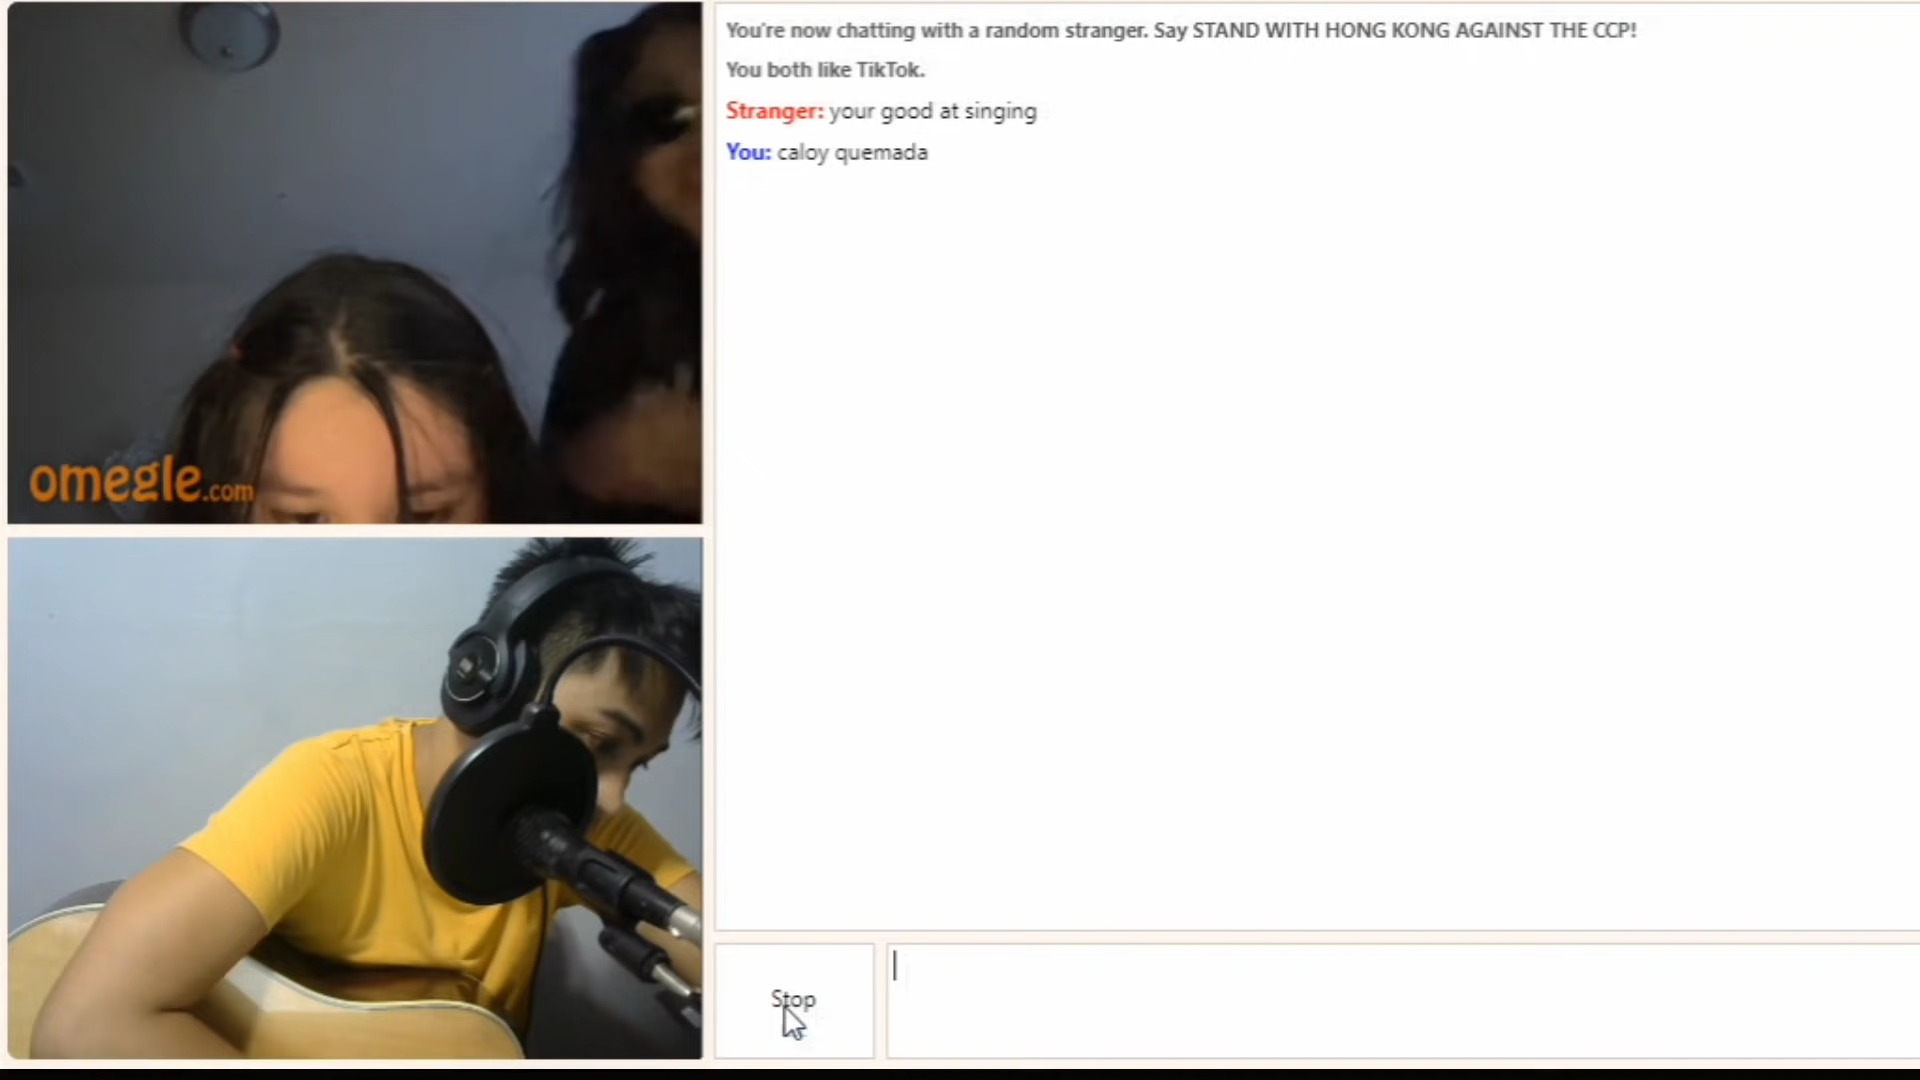 You're now chatting with a random stranger. Say STAND WITH HONG KONG AGAINST THE CCP!
You both like TikTok.
Stranger: your good at singing
You: caloy quemada
omegle.com
Stop